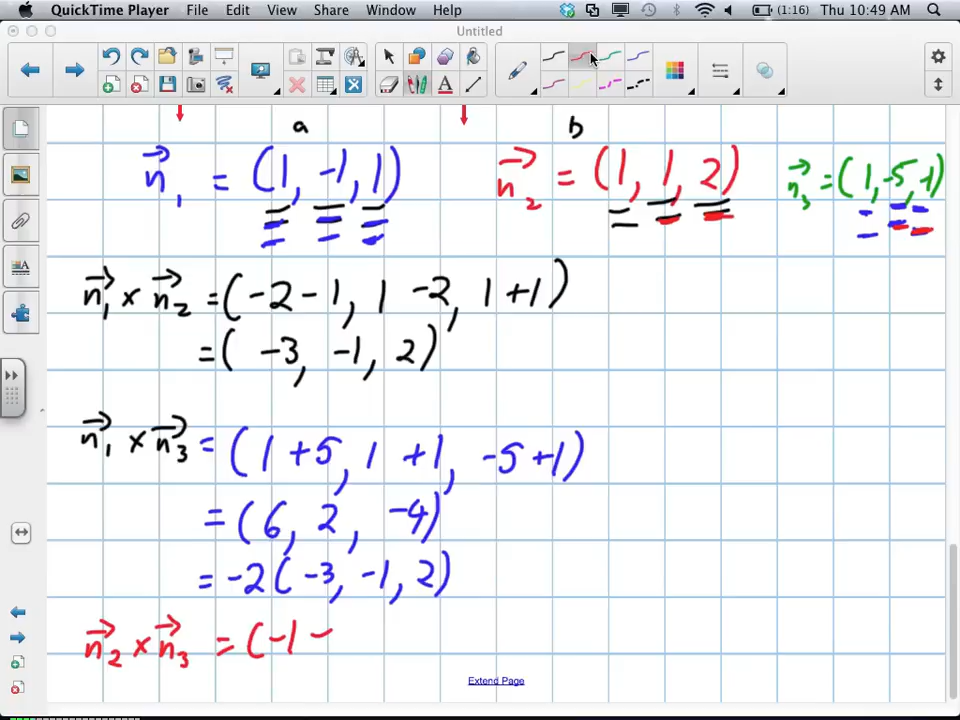 QuickTime Player File Edit View Share Window Help (1:16) Thu 10:49 AM
Untitled
a b
n⃗₁ = (1, -1, 1) n⃗₂ = (1, 1, 2) n⃗₃ = (1, -5, -1)
n⃗₁ × n⃗₂ = (-2 - 1, 1 -2, 1 +1)
= ( -3, -1, 2)
n⃗₁ × n⃗₃ = (1 +5, 1 +1, -5 +1)
= (6, 2, -4)
= -2( -3, -1, 2)
n⃗₂ × n⃗₃ = (-1 -
Extend Page